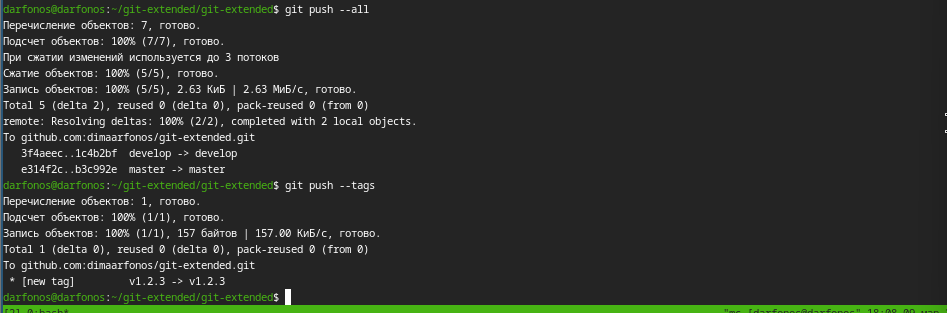 darfonos@darfonos:~/git-extended/git-extended$ git push --all
Перечисление объектов: 7, готово.
Подсчет объектов: 100% (7/7), готово.
При сжатии изменений используется до 3 потоков
Сжатие объектов: 100% (5/5), готово.
Запись объектов: 100% (5/5), 2.63 КиБ | 2.63 МиБ/с, готово.
Total 5 (delta 2), reused 0 (delta 0), pack-reused 0 (from 0)
remote: Resolving deltas: 100% (2/2), completed with 2 local objects.
To github.com:dimaarfonos/git-extended.git
   3f4aeec..1c4b2bf  develop -> develop
   e314f2c..b3c992e  master -> master
darfonos@darfonos:~/git-extended/git-extended$ git push --tags
Перечисление объектов: 1, готово.
Подсчет объектов: 100% (1/1), готово.
Запись объектов: 100% (1/1), 157 байтов | 157.00 КиБ/с, готово.
Total 1 (delta 0), reused 0 (delta 0), pack-reused 0 (from 0)
To github.com:dimaarfonos/git-extended.git
 * [new tag]         v1.2.3 -> v1.2.3
darfonos@darfonos:~/git-extended/git-extended$
[2] 0:bash* "mc [darfonos@darfonos" 18:08 09-мар